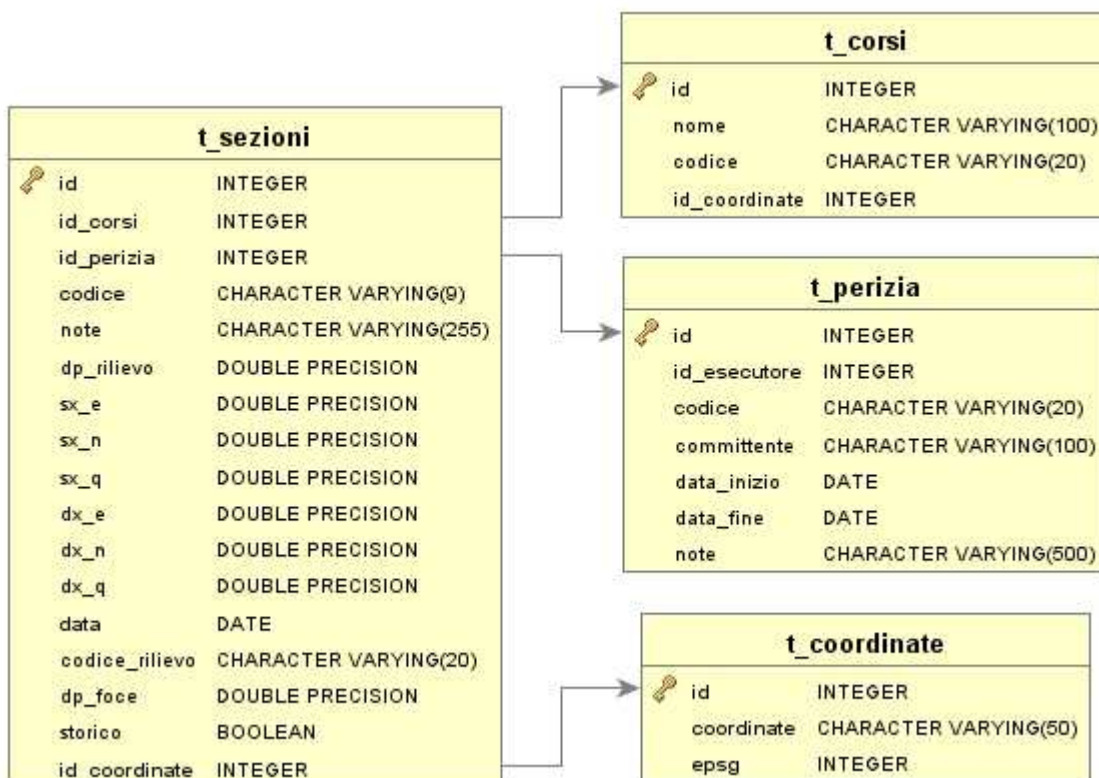 t_sezioni
id INTEGER
id_corsi INTEGER
id_perizia INTEGER
codice CHARACTER VARYING(9)
note CHARACTER VARYING(255)
dp_rilievo DOUBLE PRECISION
sx_e DOUBLE PRECISION
sx_n DOUBLE PRECISION
sx_q DOUBLE PRECISION
dx_e DOUBLE PRECISION
dx_n DOUBLE PRECISION
dx_q DOUBLE PRECISION
data DATE
codice_rilievo CHARACTER VARYING(20)
dp_foce DOUBLE PRECISION
storico BOOLEAN
id_coordinate INTEGER
t_corsi
id INTEGER
nome CHARACTER VARYING(100)
codice CHARACTER VARYING(20)
id_coordinate INTEGER
t_perizia
id INTEGER
id_esecutore INTEGER
codice CHARACTER VARYING(20)
committente CHARACTER VARYING(100)
data_inizio DATE
data_fine DATE
note CHARACTER VARYING(500)
t_coordinate
id INTEGER
coordinate CHARACTER VARYING(50)
epsg INTEGER